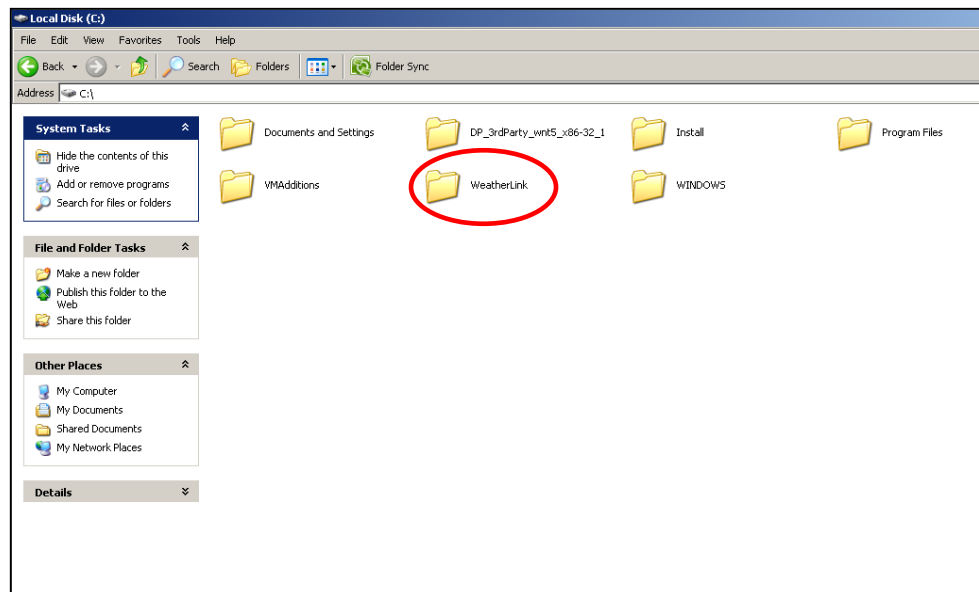 Local Disk (C:)
File Edit View Favorites Tools Help
Back Search Folders Folder Sync
Address C:\
System Tasks
Hide the contents of this
drive
Add or remove programs
Search for files or folders
File and Folder Tasks
Make a new folder
Publish this folder to the
Web
Share this folder
Other Places
My Computer
My Documents
Shared Documents
My Network Places
Details
Documents and Settings DP_3rdParty_wnt5_x86-32_1 Install Program Files
VMAdditions WeatherLink WINDOWS